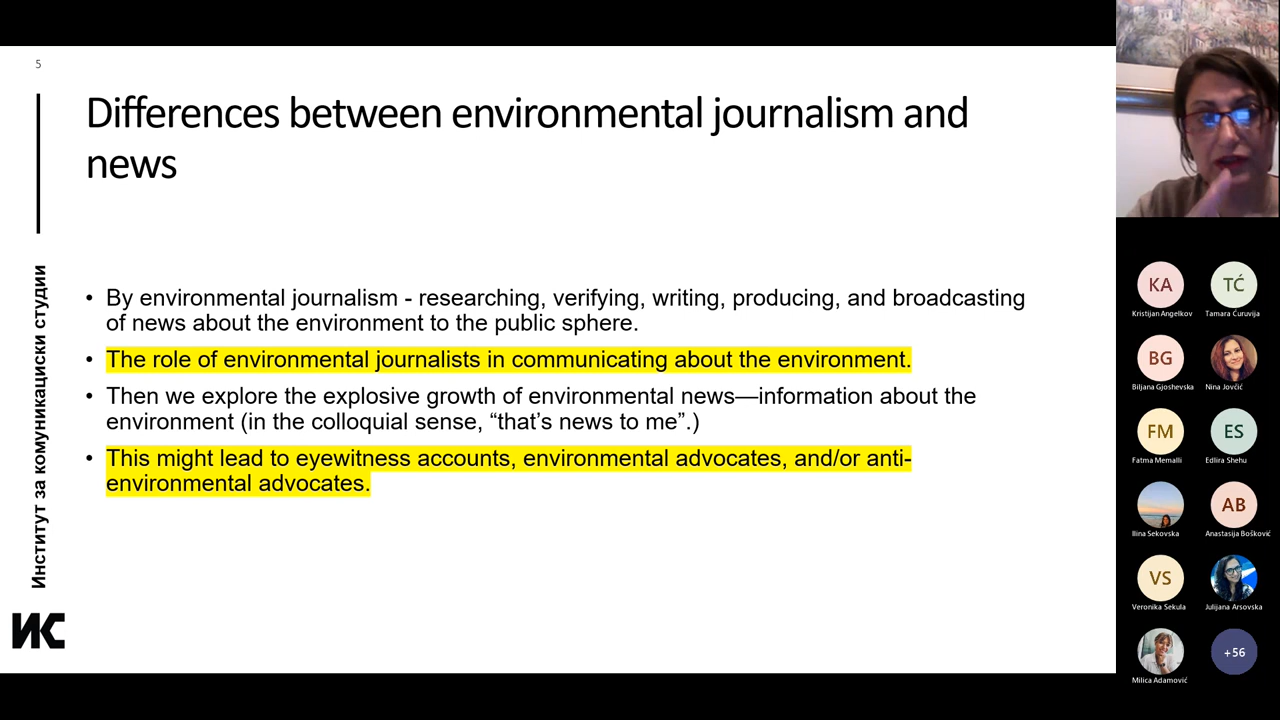 5
Differences between environmental journalism and
news
Институт за комуникациски студии
ИС
• By environmental journalism - researching, verifying, writing, producing, and broadcasting
of news about the environment to the public sphere.
• The role of environmental journalists in communicating about the environment.
• Then we explore the explosive growth of environmental news—information about the
environment (in the colloquial sense, “that’s news to me”.)
• This might lead to eyewitness accounts, environmental advocates, and/or anti-
environmental advocates.
KA
Kristijan Angelkov
TĆ
Tamara Ćuruvija
BG
Biljana Gjoshevska
Nina Jovčić
FM
Fatma Memalli
ES
Edlira Shehu
Ilina Sekovska
AB
Anastasija Bošković
VS
Veronika Sekula
Julijana Arsovska
Milica Adamović
+56